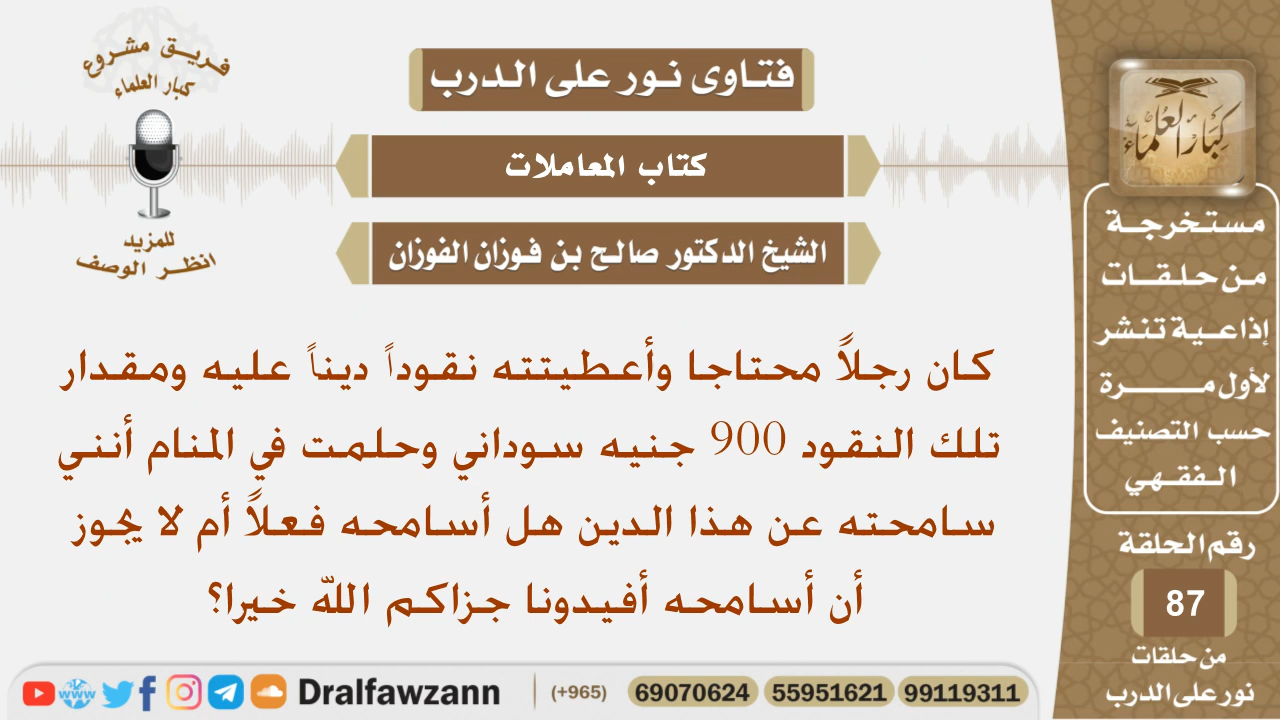 فريق مشروع
كبار العلماء
للمزيد
انظر الوصف
فتاوى نور على الدرب
كتاب المعاملات
الشيخ الدكتور صالح بن فوزان الفوزان
كان رجلاً محتاجا وأعطيتته نقوداً ديناً عليه ومقدار
تلك النقود 900 جنيه سوداني وحلمت في المنام أنني
سامحته عن هذا الدين هل أسامحه فعلاً أم لا يجوز
أن أسامحه أفيدونا جزاكم الله خيرا؟
كبار العلماء
مستخرجة
من حلقات
إذاعية تنشر
لأول مرة
حسب التصنيف
الفقهي
رقم الحلقة
87
من حلقات
نور على الدرب
www
Dralfawzann
(+965)
69070624
55951621
99119311